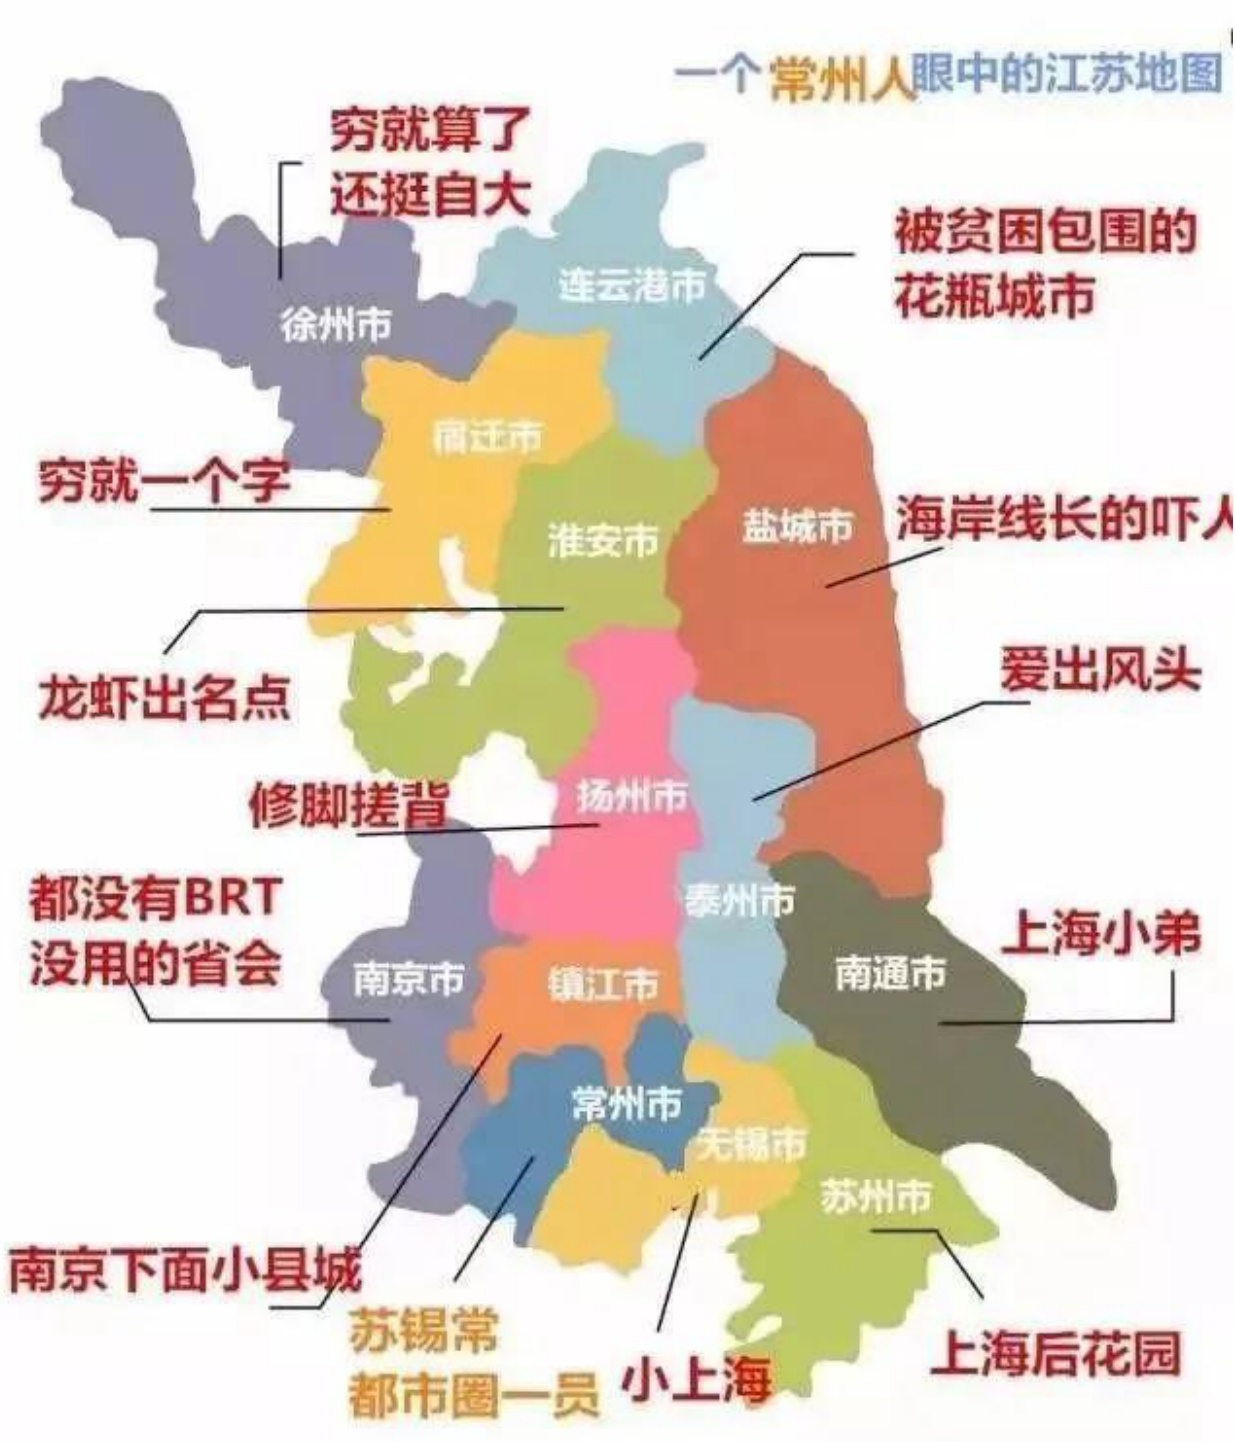 一个常州人眼中的江苏地图
穷就算了
还挺自大
被贫困包围的
花瓶城市
连云港市
徐州市
宿迁市
穷就一个字
淮安市
盐城市
海岸线长的吓人
龙虾出名点
爱出风头
修脚搓背
扬州市
都没有BRT
没用的省会
泰州市
上海小弟
南京市
镇江市
南通市
常州市
无锡市
苏州市
南京下面小县城
苏锡常
都市圈一员
小上海
上海后花园